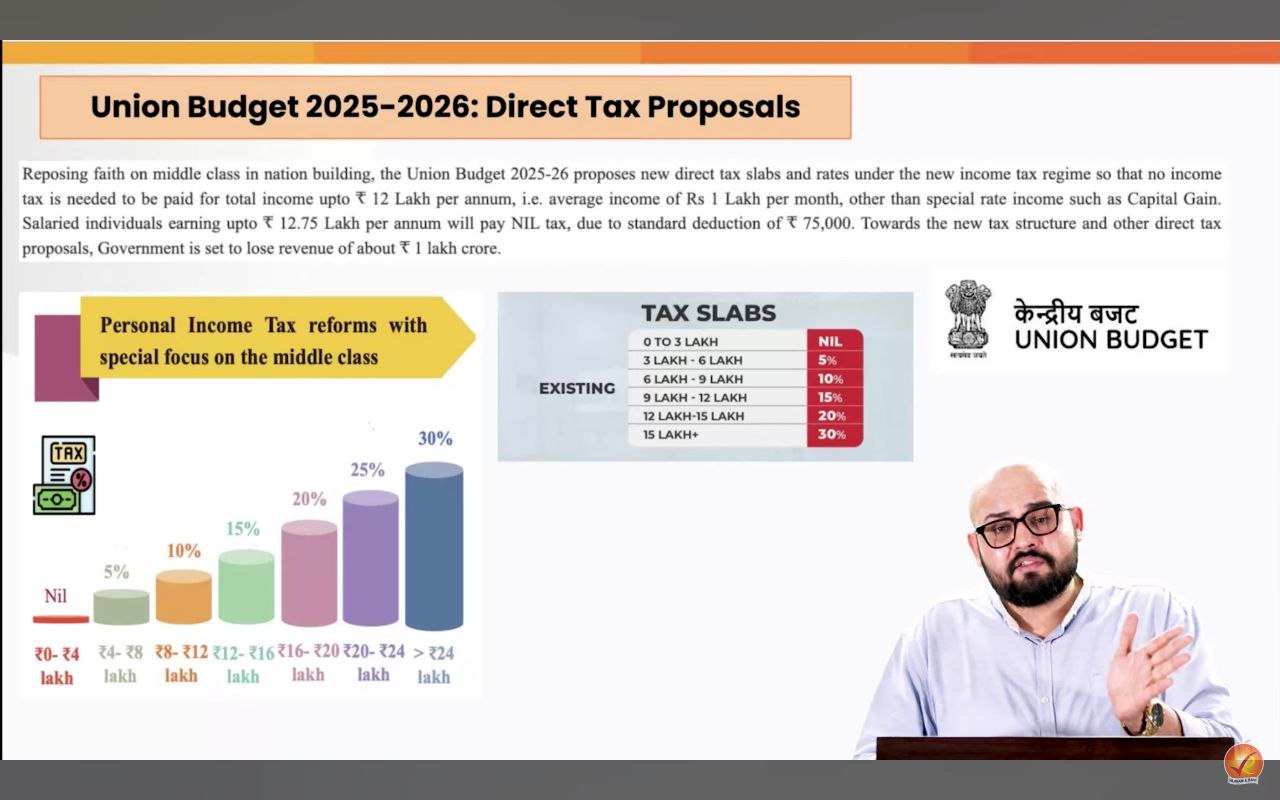 Union Budget 2025-2026: Direct Tax Proposals
Reposing faith on middle class in nation building, the Union Budget 2025-26 proposes new direct tax slabs and rates under the new income tax regime so that no income
tax is needed to be paid for total income upto ₹ 12 Lakh per annum, i.e. average income of Rs 1 Lakh per month, other than special rate income such as Capital Gain.
Salaried individuals earning upto ₹ 12.75 Lakh per annum will pay NIL tax, due to standard deduction of ₹ 75,000. Towards the new tax structure and other direct tax
proposals, Government is set to lose revenue of about ₹ 1 lakh crore.
Personal Income Tax reforms with
special focus on the middle class
TAX
%
Nil
5%
10%
15%
20%
25%
30%
₹0- ₹4 ₹4- ₹8 ₹8- ₹12 ₹12- ₹16 ₹16- ₹20 ₹20- ₹24 > ₹24
lakh lakh lakh lakh lakh lakh lakh
TAX SLABS
EXISTING
0 TO 3 LAKH NIL
3 LAKH - 6 LAKH 5%
6 LAKH - 9 LAKH 10%
9 LAKH - 12 LAKH 15%
12 LAKH-15 LAKH 20%
15 LAKH+ 30%
सत्यमेव जयते
केन्द्रीय बजट
UNION BUDGET